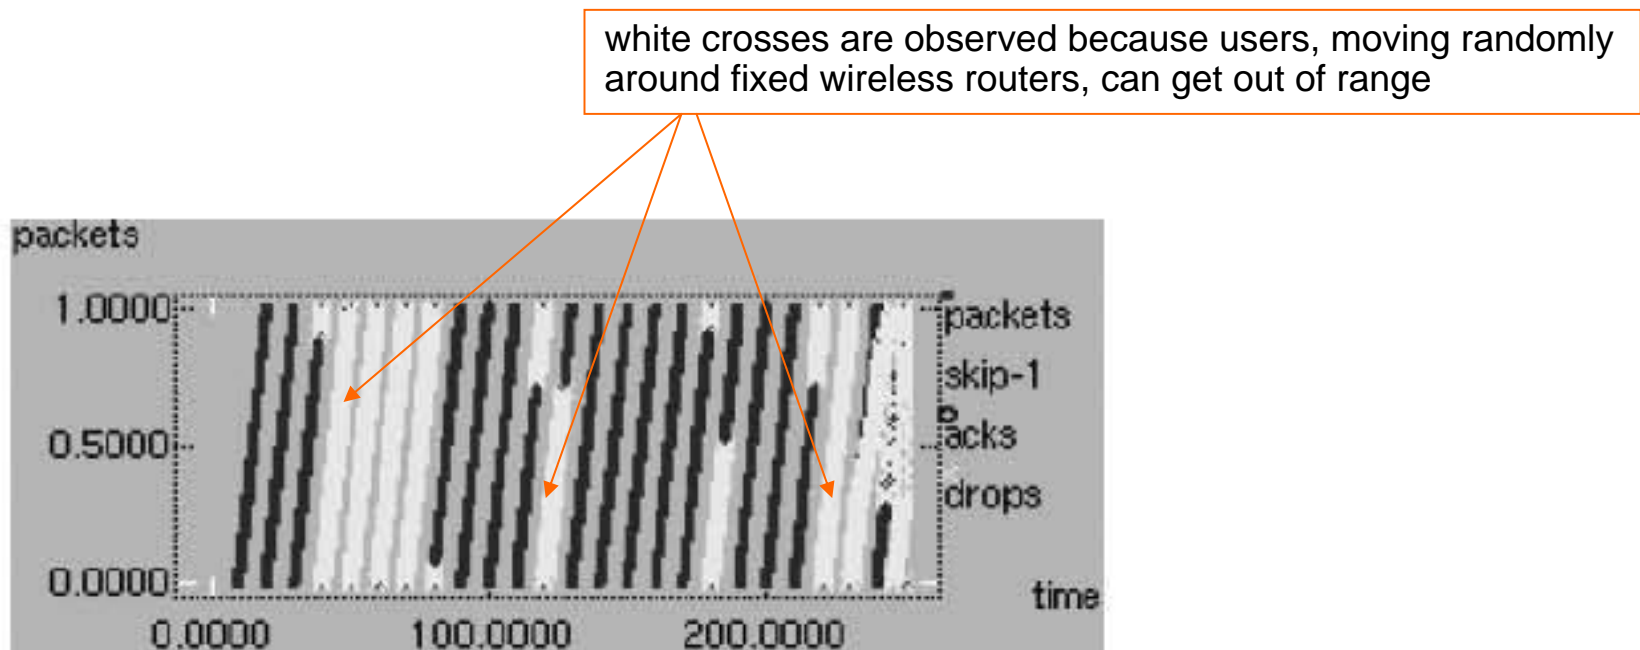 white crosses are observed because users, moving randomly
around fixed wireless routers, can get out of range
packets
1.0000
0.5000
0.0000
packets
skip-1
acks
drops
time
0.0000 100.0000 200.0000